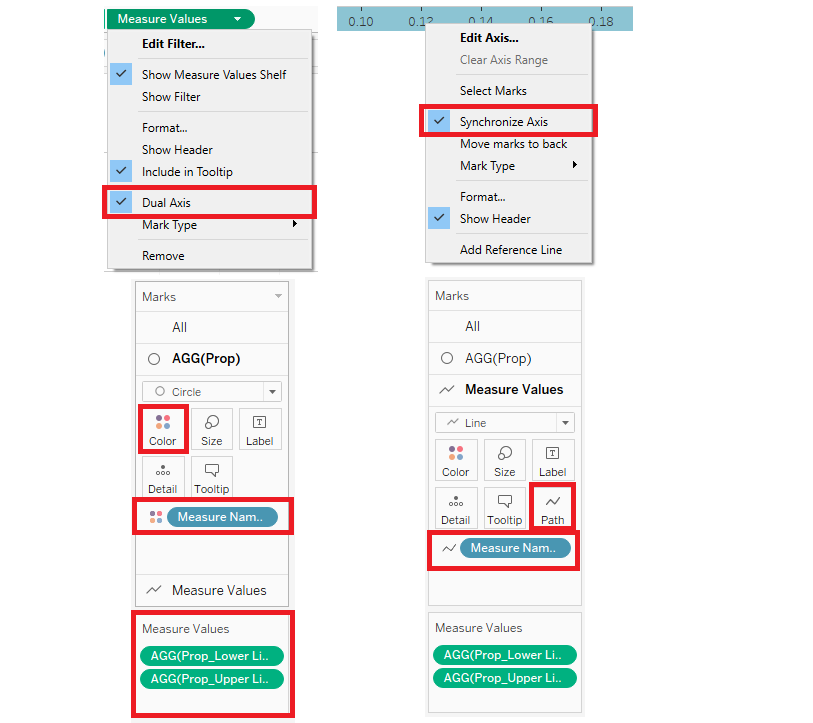 Measure Values
Edit Filter...
Show Measure Values Shelf
Show Filter
Format...
Show Header
Include in Tooltip
Dual Axis
Mark Type
Remove
0.10 0.12 0.14 0.16 0.18
Edit Axis...
Clear Axis Range
Select Marks
Synchronize Axis
Move marks to back
Mark Type
Format...
Show Header
Add Reference Line
Marks
All
AGG(Prop)
Circle
Color Size Label
Detail Tooltip
Measure Nam..
Measure Values
Measure Values
AGG(Prop_Lower Li..
AGG(Prop_Upper Li..
Marks
All
AGG(Prop)
Measure Values
Line
Color Size Label
Detail Tooltip Path
Measure Nam..
Measure Values
AGG(Prop_Lower Li..
AGG(Prop_Upper Li..